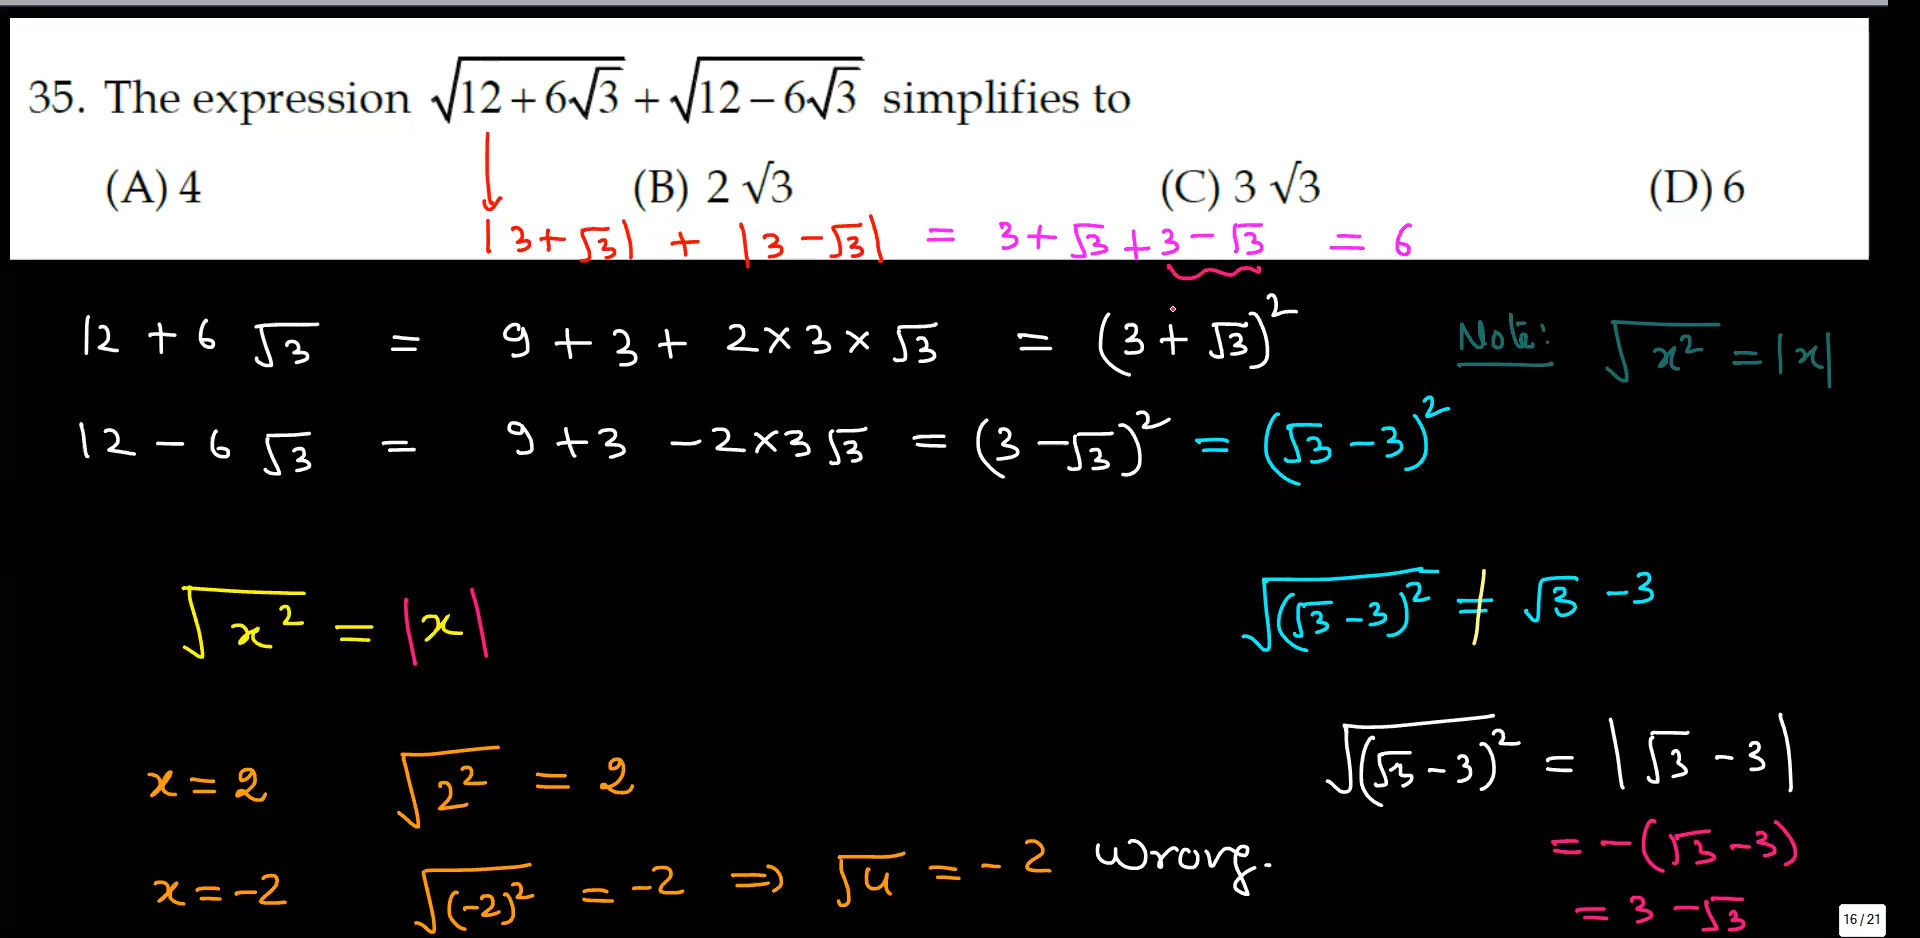 35. The expression √(12 + 6√3) + √(12 − 6√3) simplifies to
(A) 4 (B) 2 √3 (C) 3 √3 (D) 6
|3 + √3| + |3 − √3| = 3 + √3 + 3 − √3 = 6
12 + 6 √3 = 9 + 3 + 2 × 3 × √3 = (3 + √3)²
Note: √x² = |x|
12 − 6 √3 = 9 + 3 − 2 × 3 √3 = (3 − √3)² = (√3 − 3)²
√x² = |x|
√(√3 − 3)² ≠ √3 − 3
x = 2 √2² = 2
√(√3 − 3)² = |√3 − 3|
= −(√3 − 3)
= 3 − √3
x = −2 √(−2)² = −2 ⇒ √4 = −2 Wrong.
16 / 21